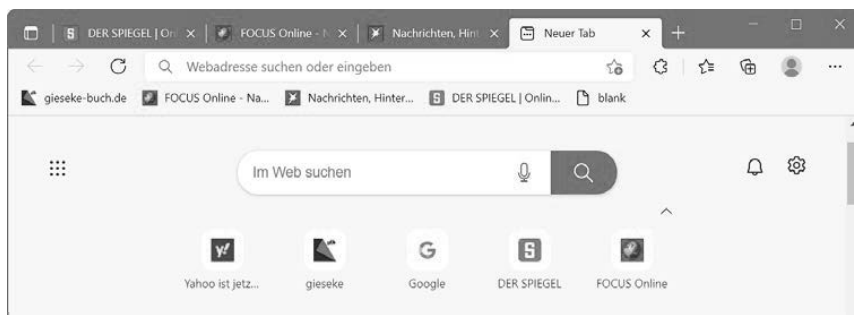 DER SPIEGEL | On FOCUS Online - N Nachrichten, Hint Neuer Tab
Webadresse suchen oder eingeben
gieseke-buch.de FOCUS Online - Na... Nachrichten, Hinter... DER SPIEGEL | Onlin... blank
Im Web suchen
y! G S
Yahoo ist jetz... gieseke Google DER SPIEGEL FOCUS Online